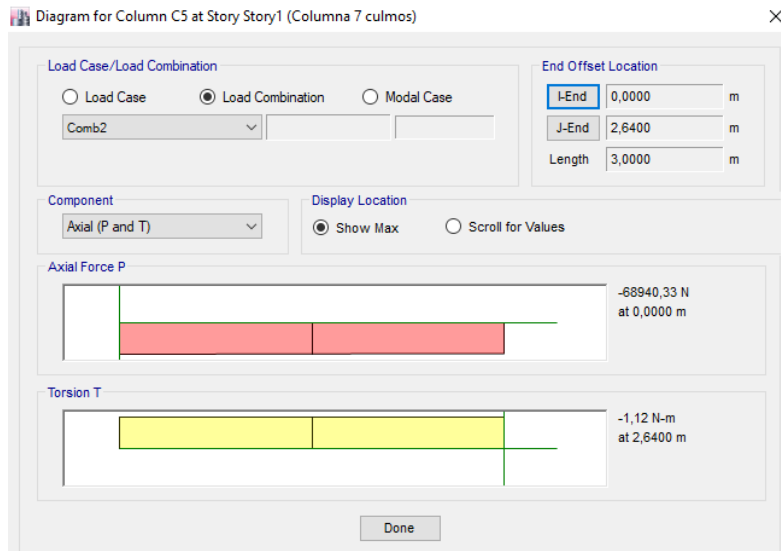 Diagram for Column C5 at Story Story1 (Columna 7 culmos)
Load Case/Load Combination
Load Case
Load Combination
Modal Case
Comb2
End Offset Location
I-End
0,0000
m
J-End
2,6400
m
Length
3,0000
m
Component
Axial (P and T)
Display Location
Show Max
Scroll for Values
Axial Force P
-68940,33 N
at 0,0000 m
Torsion T
-1,12 N-m
at 2,6400 m
Done